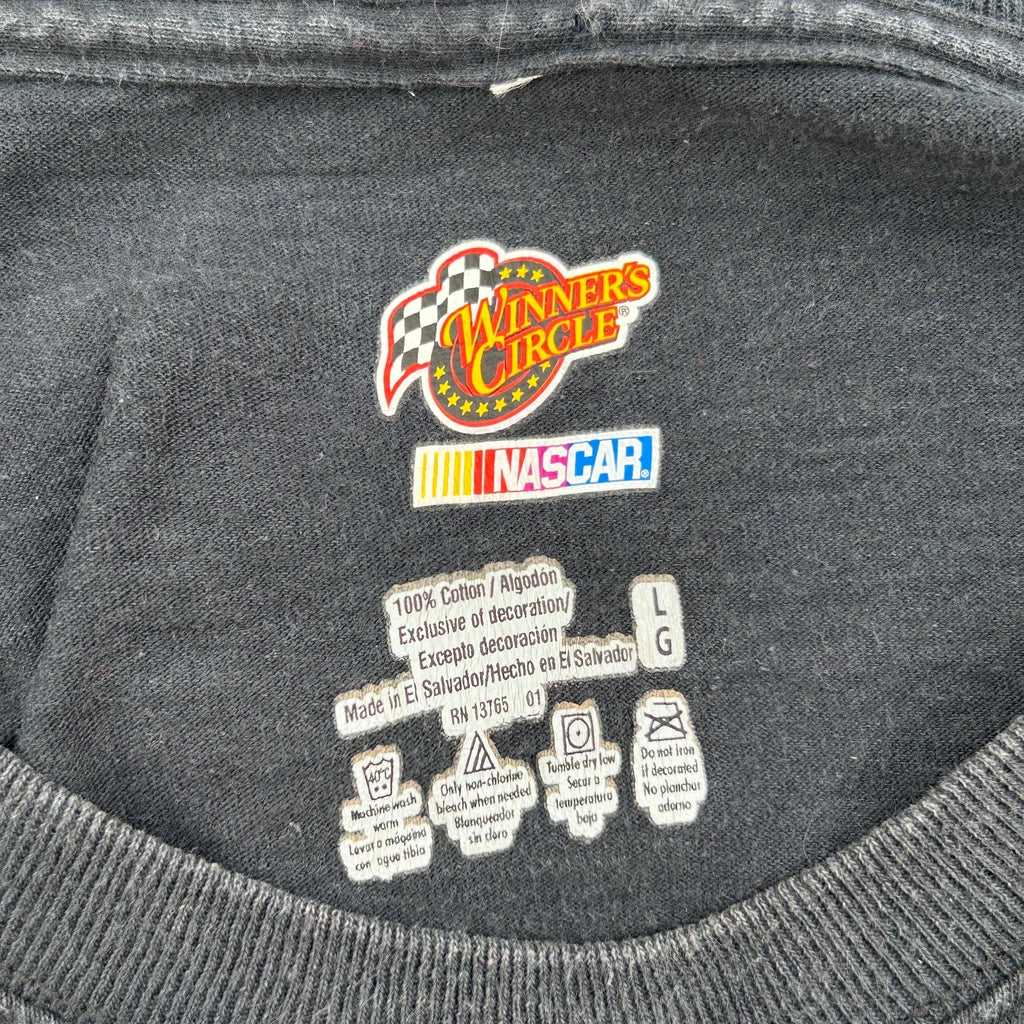 WINNER'S
CIRCLE®
NASCAR®
100% Cotton / Algodón
Exclusive of decoration/
Excepto decoración
Made in El Salvador/Hecho en El Salvador
RN 13765 / 01
L
G
40°C
Machine wash
warm
Lavar a máquina
con agua tibia
Only non-chlorine
bleach when needed
Blanqueador
sin cloro
Tumble dry low
Secar a
temperatura
baja
Do not iron
if decorated
No planchar
adorno